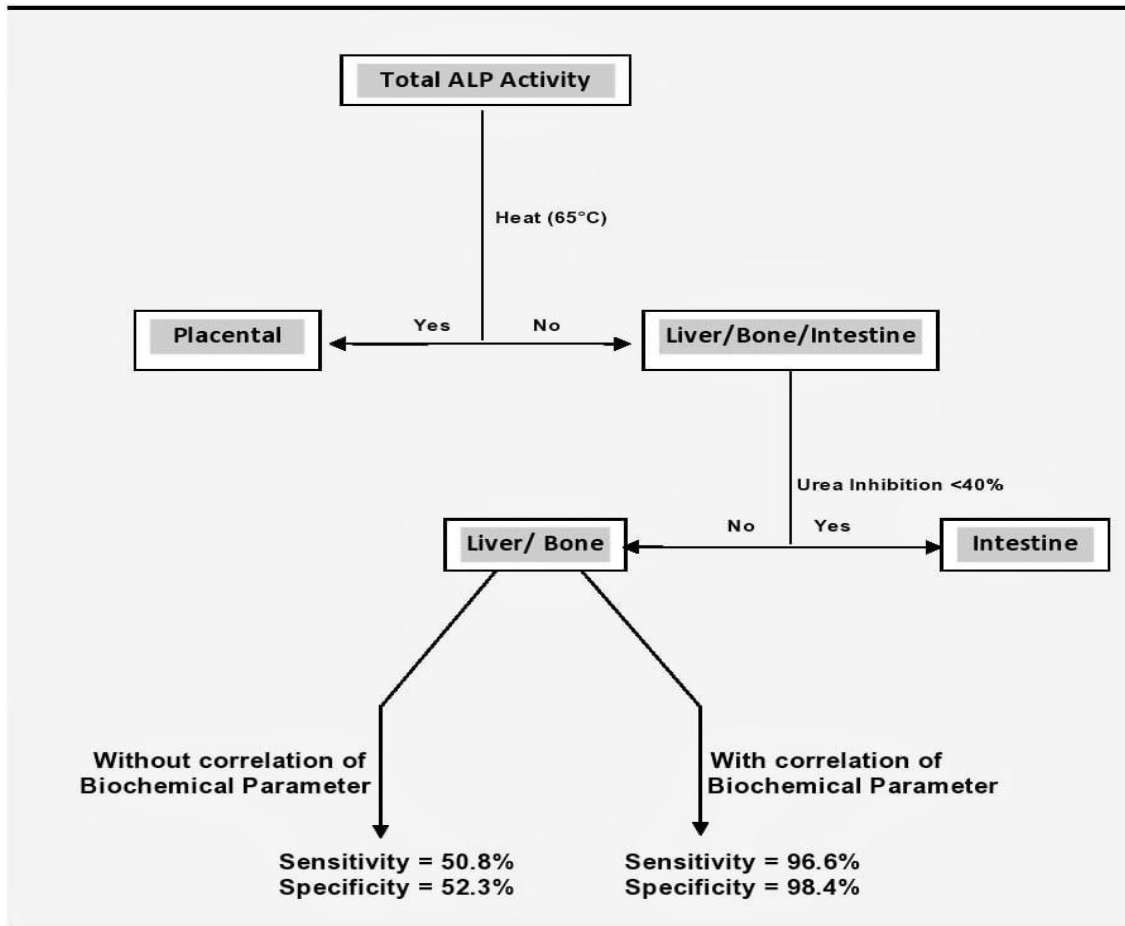 Total ALP Activity
Heat (65°C)
Yes
No
Placental
Liver/Bone/Intestine
Urea Inhibition <40%
No
Yes
Liver/ Bone
Intestine
Without correlation of
Biochemical Parameter
With correlation of
Biochemical Parameter
Sensitivity = 50.8%
Specificity = 52.3%
Sensitivity = 96.6%
Specificity = 98.4%